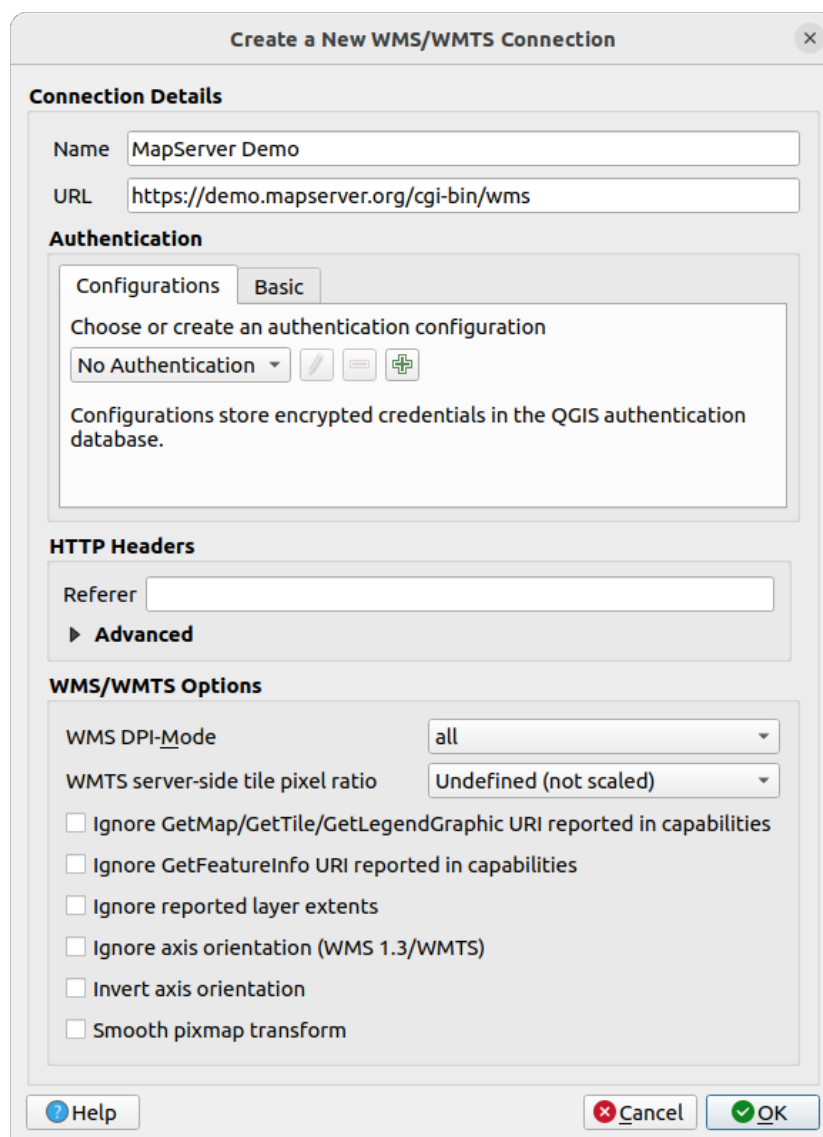 Create a New WMS/WMTS Connection
Connection Details
Name MapServer Demo
URL https://demo.mapserver.org/cgi-bin/wms
Authentication
Configurations Basic
Choose or create an authentication configuration
No Authentication
Configurations store encrypted credentials in the QGIS authentication
database.
HTTP Headers
Referer
Advanced
WMS/WMTS Options
WMS DPI-Mode all
WMTS server-side tile pixel ratio Undefined (not scaled)
Ignore GetMap/GetTile/GetLegendGraphic URI reported in capabilities
Ignore GetFeatureInfo URI reported in capabilities
Ignore reported layer extents
Ignore axis orientation (WMS 1.3/WMTS)
Invert axis orientation
Smooth pixmap transform
Help Cancel OK